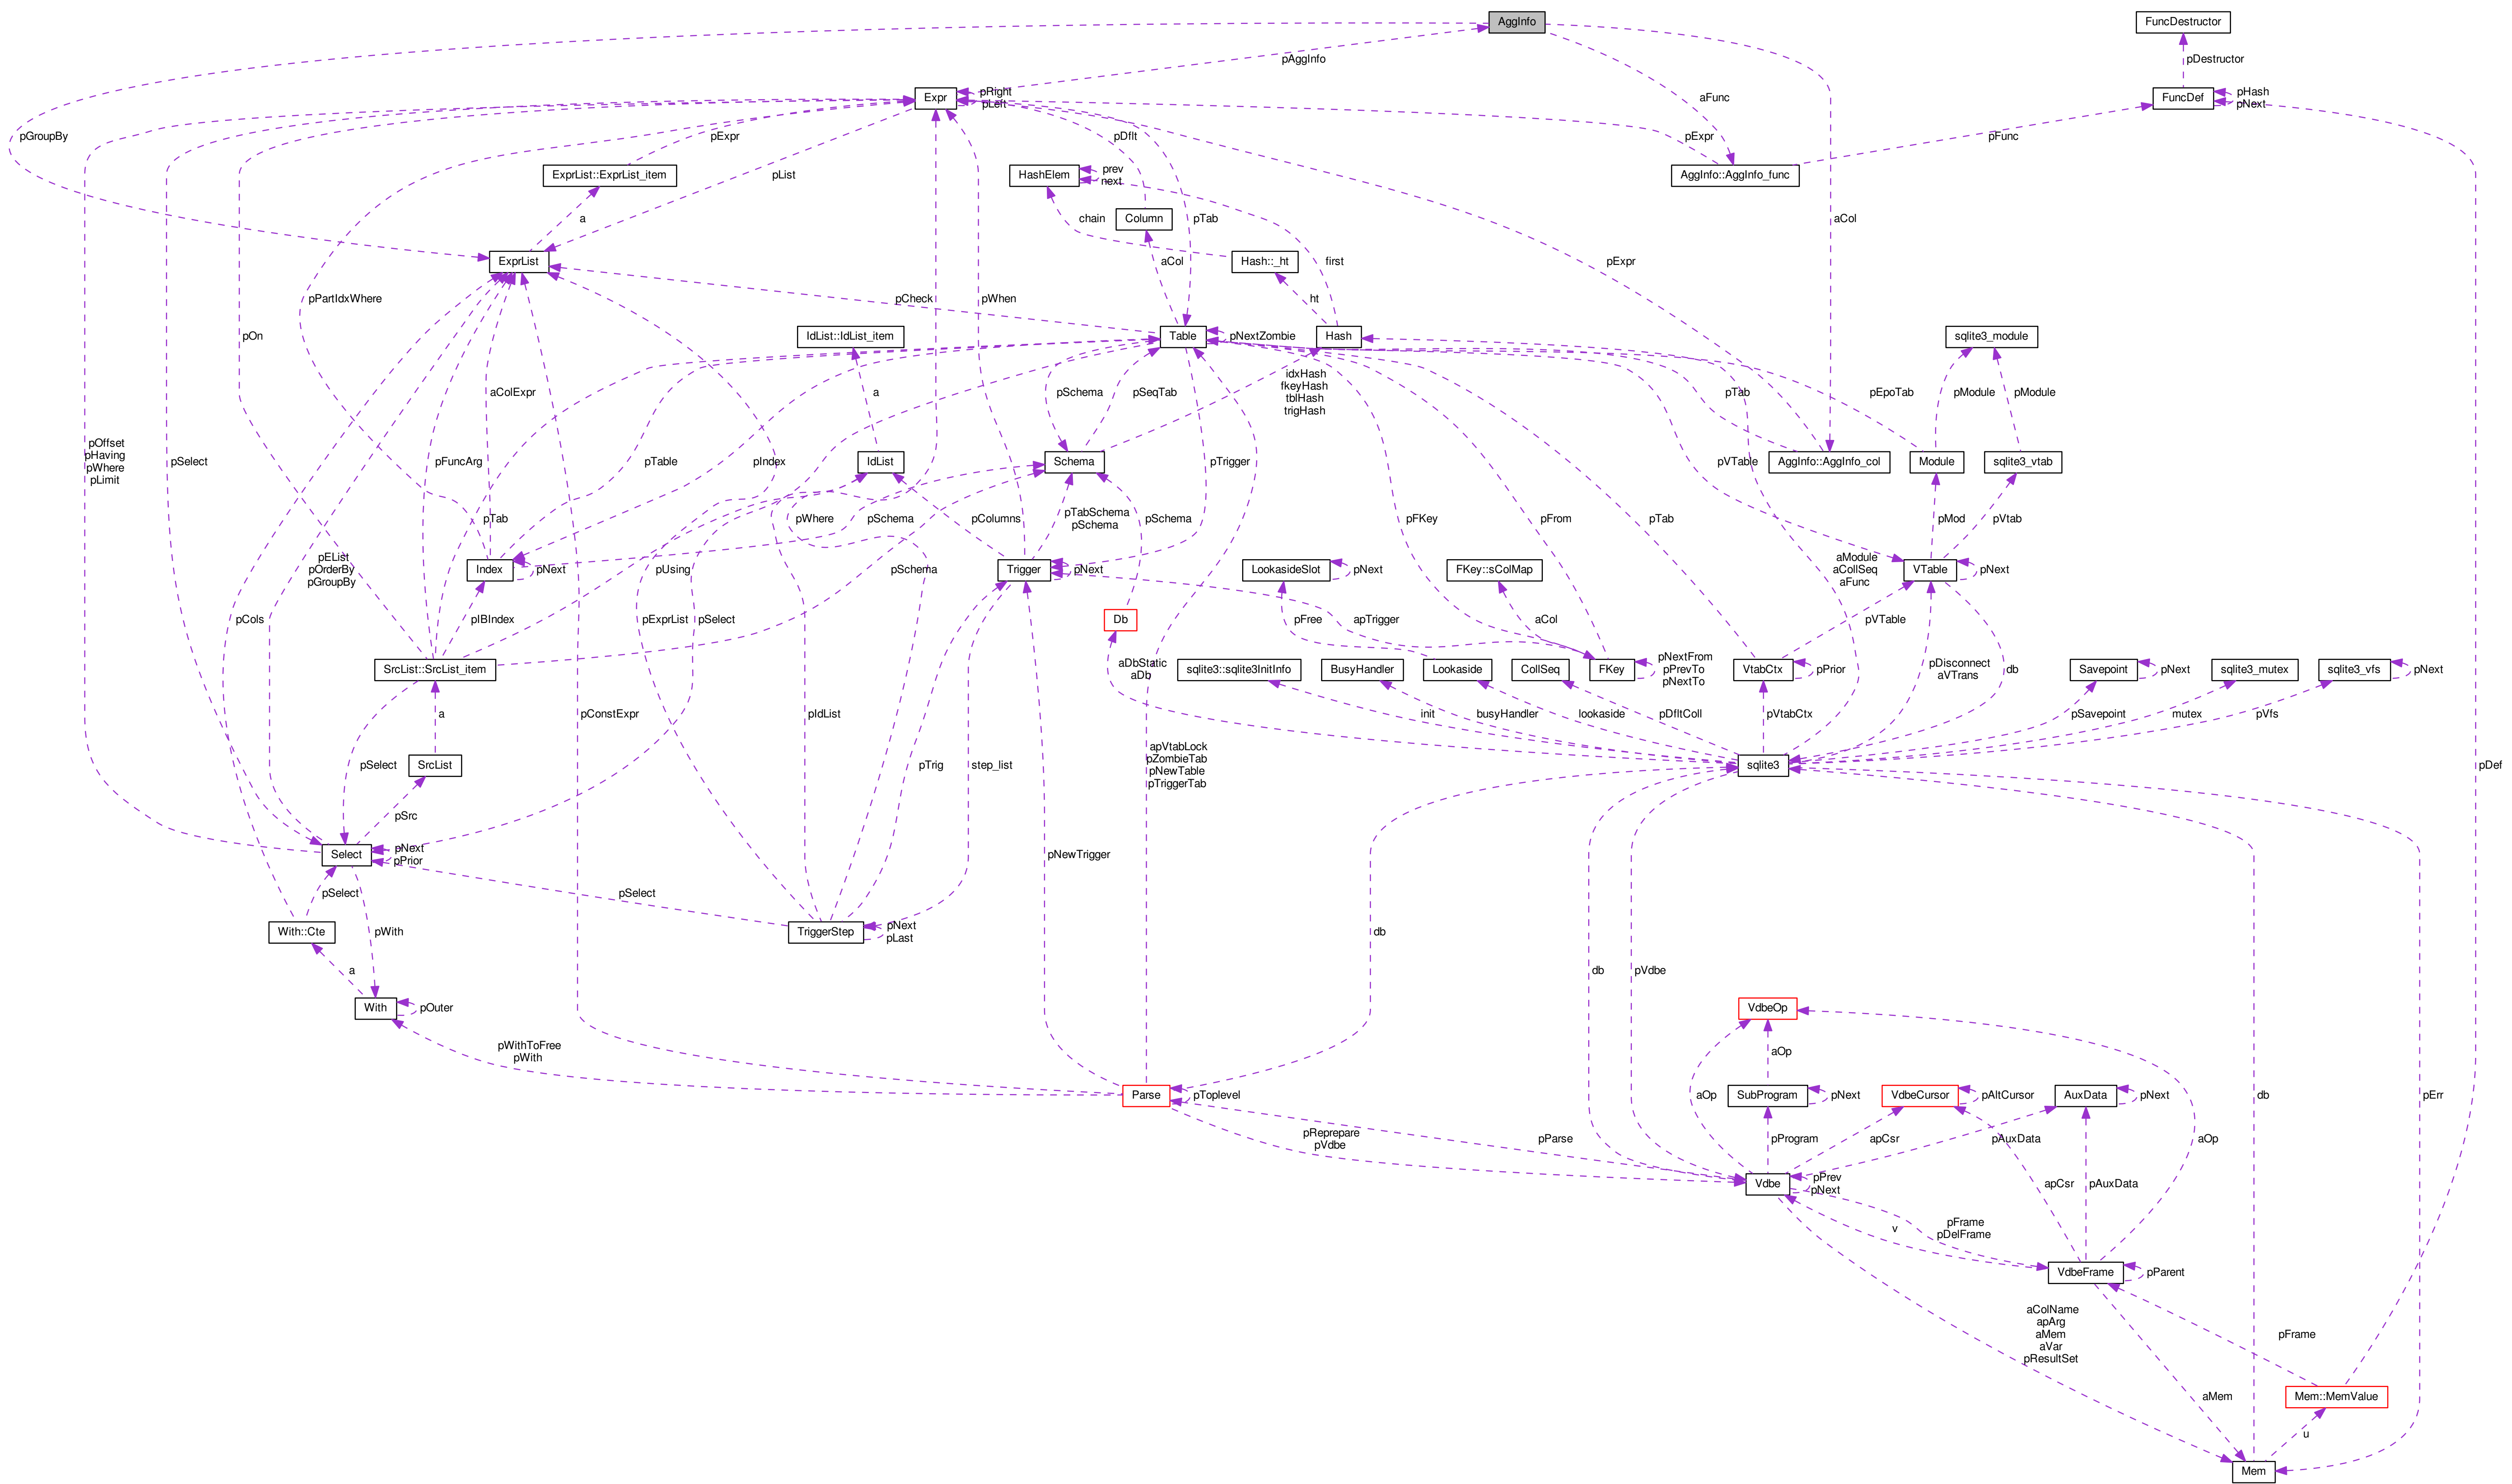 AggInfo
FuncDestructor
pAggInfo
pDestructor
Expr
pRight
pLeft
aFunc
FuncDef
pHash
pNext
pGroupBy
pExpr
pDflt
pExpr
pFunc
ExprList::ExprList_item
pList
HashElem
prev
next
AggInfo::AggInfo_func
a
chain
Column
pTab
aCol
ExprList
aCol
Hash::_ht
first
pExpr
pPartIdxWhere
pCheck
pWhen
ht
pOn
IdList::IdList_item
Table
pNextZombie
Hash
sqlite3_module
aColExpr
a
pSchema
pSeqTab
idxHash
fkeyHash
tblHash
trigHash
pTab
pEpoTab
pModule
pModule
pOffset
pHaving
pWhere
pLimit
pSelect
pFuncArg
pTable
pIndex
IdList
Schema
pTrigger
pVTable
AggInfo::AggInfo_col
Module
sqlite3_vtab
pTab
pWhere
pSchema
pColumns
pTabSchema
pSchema
pSchema
pFKey
pFrom
pTab
pMod
pVtab
pEList
pOrderBy
pGroupBy
Index
pNext
pUsing
pSchema
Trigger
pNext
LookasideSlot
pNext
FKey::sColMap
aModule
aCollSeq
aFunc
VTable
pNext
pCols
pIBIndex
pExprList
pSelect
Db
pFree
apTrigger
aCol
pVTable
SrcList::SrcList_item
aDbStatic
aDb
sqlite3::sqlite3InitInfo
BusyHandler
Lookaside
CollSeq
FKey
pNextFrom
pPrevTo
pNextTo
VtabCtx
pPrior
pDisconnect
aVTrans
db
Savepoint
pNext
sqlite3_mutex
sqlite3_vfs
pNext
a
pIdList
pConstExpr
init
busyHandler
lookaside
pDfltColl
pVtabCtx
pSavepoint
mutex
pVfs
pSelect
SrcList
pTrig
step_list
apVtabLock
pZombieTab
pNewTable
pTriggerTab
sqlite3
pDef
pSrc
Select
pNext
pPrior
pNewTrigger
pErr
pSelect
pSelect
With::Cte
pWith
TriggerStep
pNext
pLast
db
a
db
pVdbe
db
With
pOuter
VdbeOp
pWithToFree
pWith
aOp
Parse
pToplevel
aOp
SubProgram
pNext
VdbeCursor
pAltCursor
AuxData
pNext
pReprepare
pVdbe
pParse
pProgram
apCsr
pAuxData
aOp
Vdbe
pPrev
pNext
apCsr
pAuxData
v
pFrame
pDelFrame
VdbeFrame
pParent
aColName
apArg
aMem
aVar
pResultSet
pFrame
aMem
Mem::MemValue
u
Mem